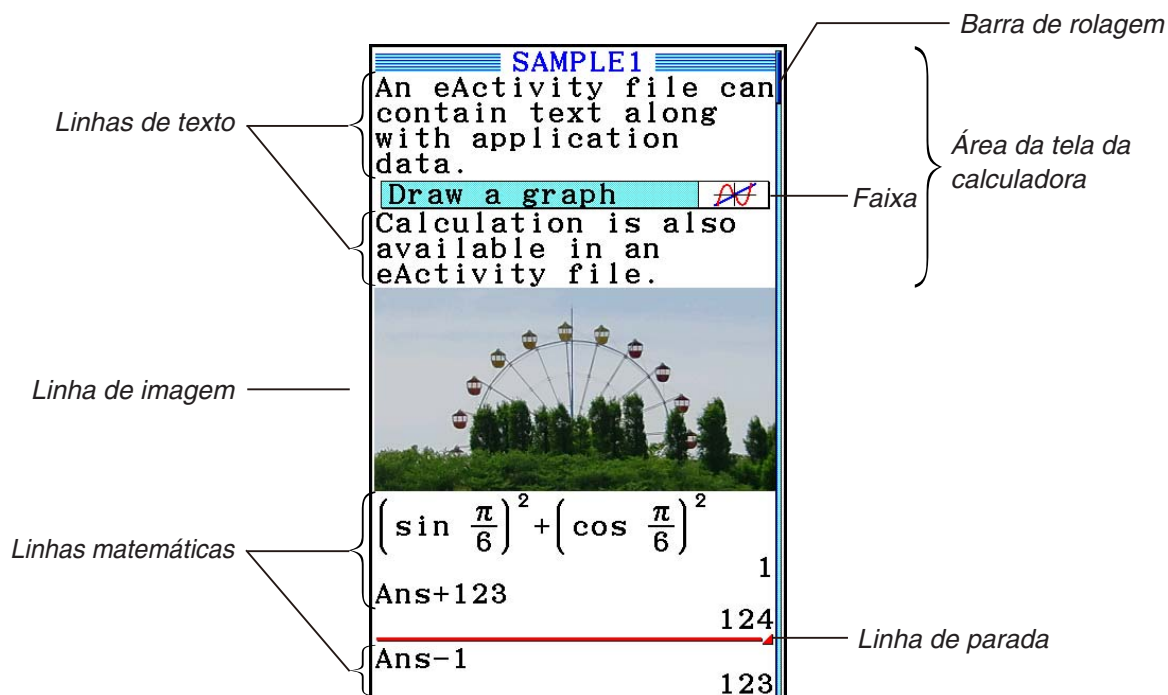 Barra de rolagem
SAMPLE1
An eActivity file can
contain text along
with application
data.
Linhas de texto
Área da tela da
calculadora
Draw a graph
Faixa
Calculation is also
available in an
eActivity file.
Linha de imagem
(sin π/6)²+(cos π/6)²
1
Linhas matemáticas
Ans+123
124
Linha de parada
Ans−1
123